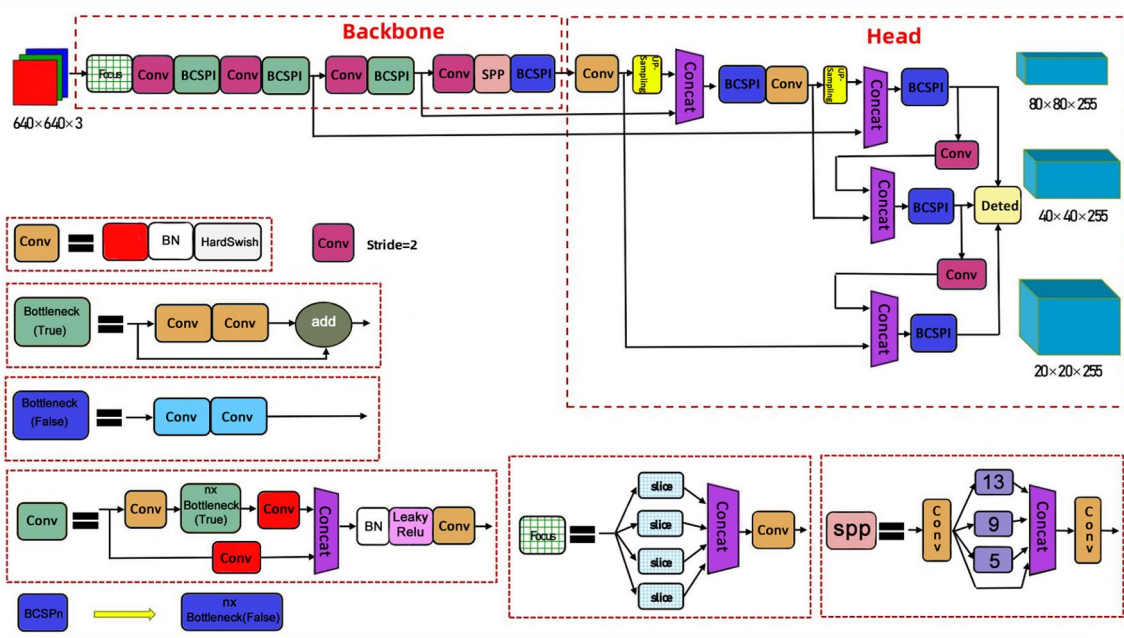 Backbone
Head
640×640×3
Focus
Conv
BCSPI
Conv
BCSPI
Conv
BCSPI
Conv
SPP
BCSPI
Conv
UP-
Sampling
Concat
BCSPI
Conv
UP-
Sampling
Concat
BCSPI
Conv
Concat
BCSPI
Deted
Conv
Concat
BCSPI
80×80×255
40×40×255
20×20×255
Conv
BN
HardSwish
Conv
Stride=2
Bottleneck
(True)
Conv
Conv
add
Bottleneck
(False)
Conv
Conv
Conv
Conv
nx
Bottleneck
(True)
Conv
Conv
Concat
BN
Leaky
Relu
Conv
BCSPn
nx
Bottleneck(False)
Focus
slice
slice
slice
slice
Concat
Conv
spp
Conv
13
9
5
Concat
Conv